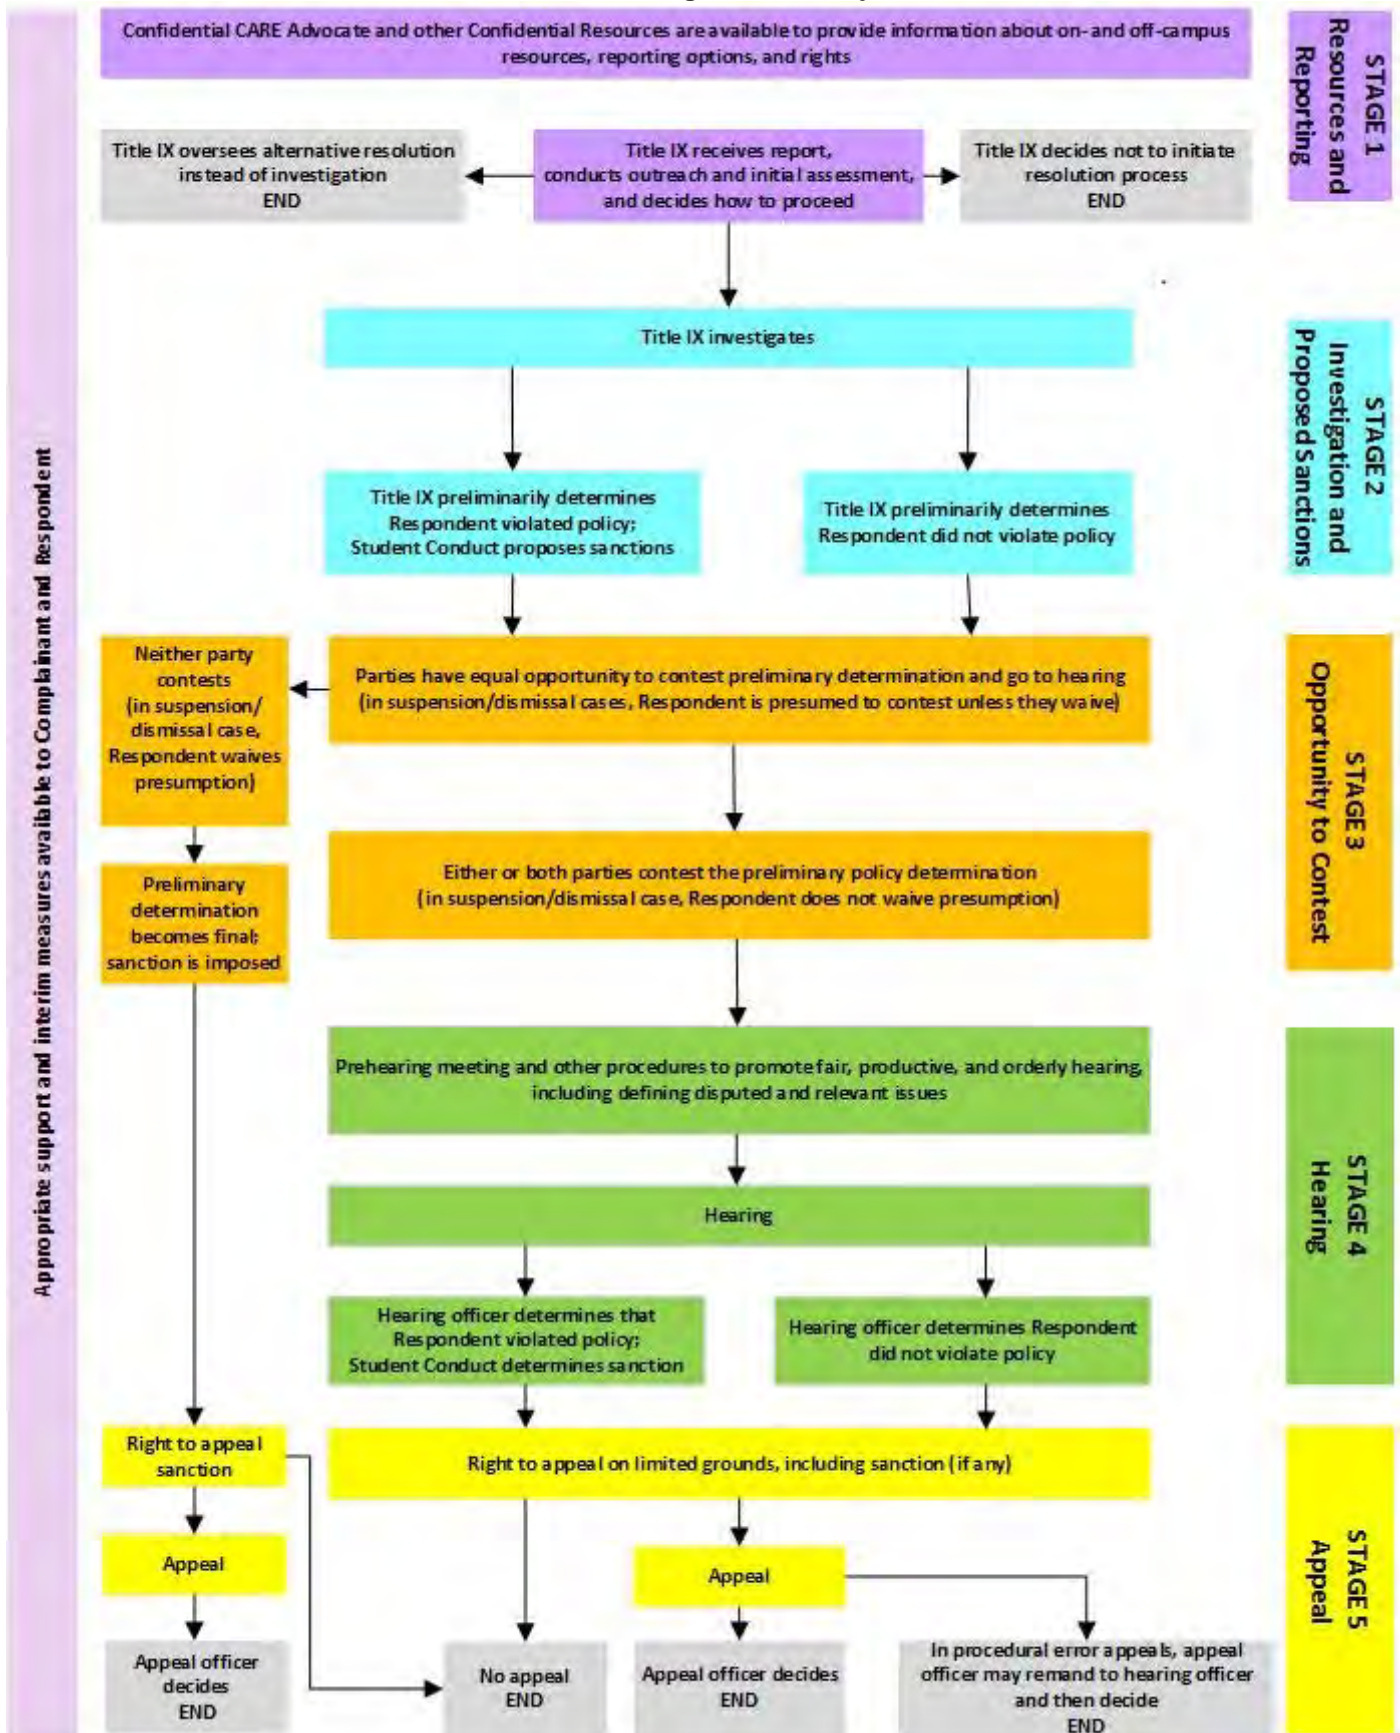 Confidential CARE Advocate and other Confidential Resources are available to provide information about on- and off-campus
resources, reporting options, and rights
STAGE 1
Resources and
Reporting
Title IX oversees alternative resolution
instead of investigation
END
Title IX receives report,
conducts outreach and initial assessment,
and decides how to proceed
Title IX decides not to initiate
resolution process
END
Appropriate support and interim measures available to Complainant and Respondent
Title IX investigates
STAGE 2
Investigation and
Proposed Sanctions
Title IX preliminarily determines
Respondent violated policy;
Student Conduct proposes sanctions
Title IX preliminarily determines
Respondent did not violate policy
Neither party
contests
(in suspension/
dismissal case,
Respondent waives
presumption)
Parties have equal opportunity to contest preliminary determination and go to hearing
(in suspension/dismissal cases, Respondent is presumed to contest unless they waive)
STAGE 3
Opportunity to Contest
Preliminary
determination
becomes final;
sanction is imposed
Either or both parties contest the preliminary policy determination
(in suspension/dismissal case, Respondent does not waive presumption)
Prehearing meeting and other procedures to promote fair, productive, and orderly hearing,
including defining disputed and relevant issues
STAGE 4
Hearing
Hearing
Hearing officer determines that
Respondent violated policy;
Student Conduct determines sanction
Hearing officer determines Respondent
did not violate policy
Right to appeal
sanction
Right to appeal on limited grounds, including sanction (if any)
STAGE 5
Appeal
Appeal
Appeal
Appeal officer
decides
END
No appeal
END
Appeal officer decides
END
In procedural error appeals, appeal
officer may remand to hearing officer
and then decide
END